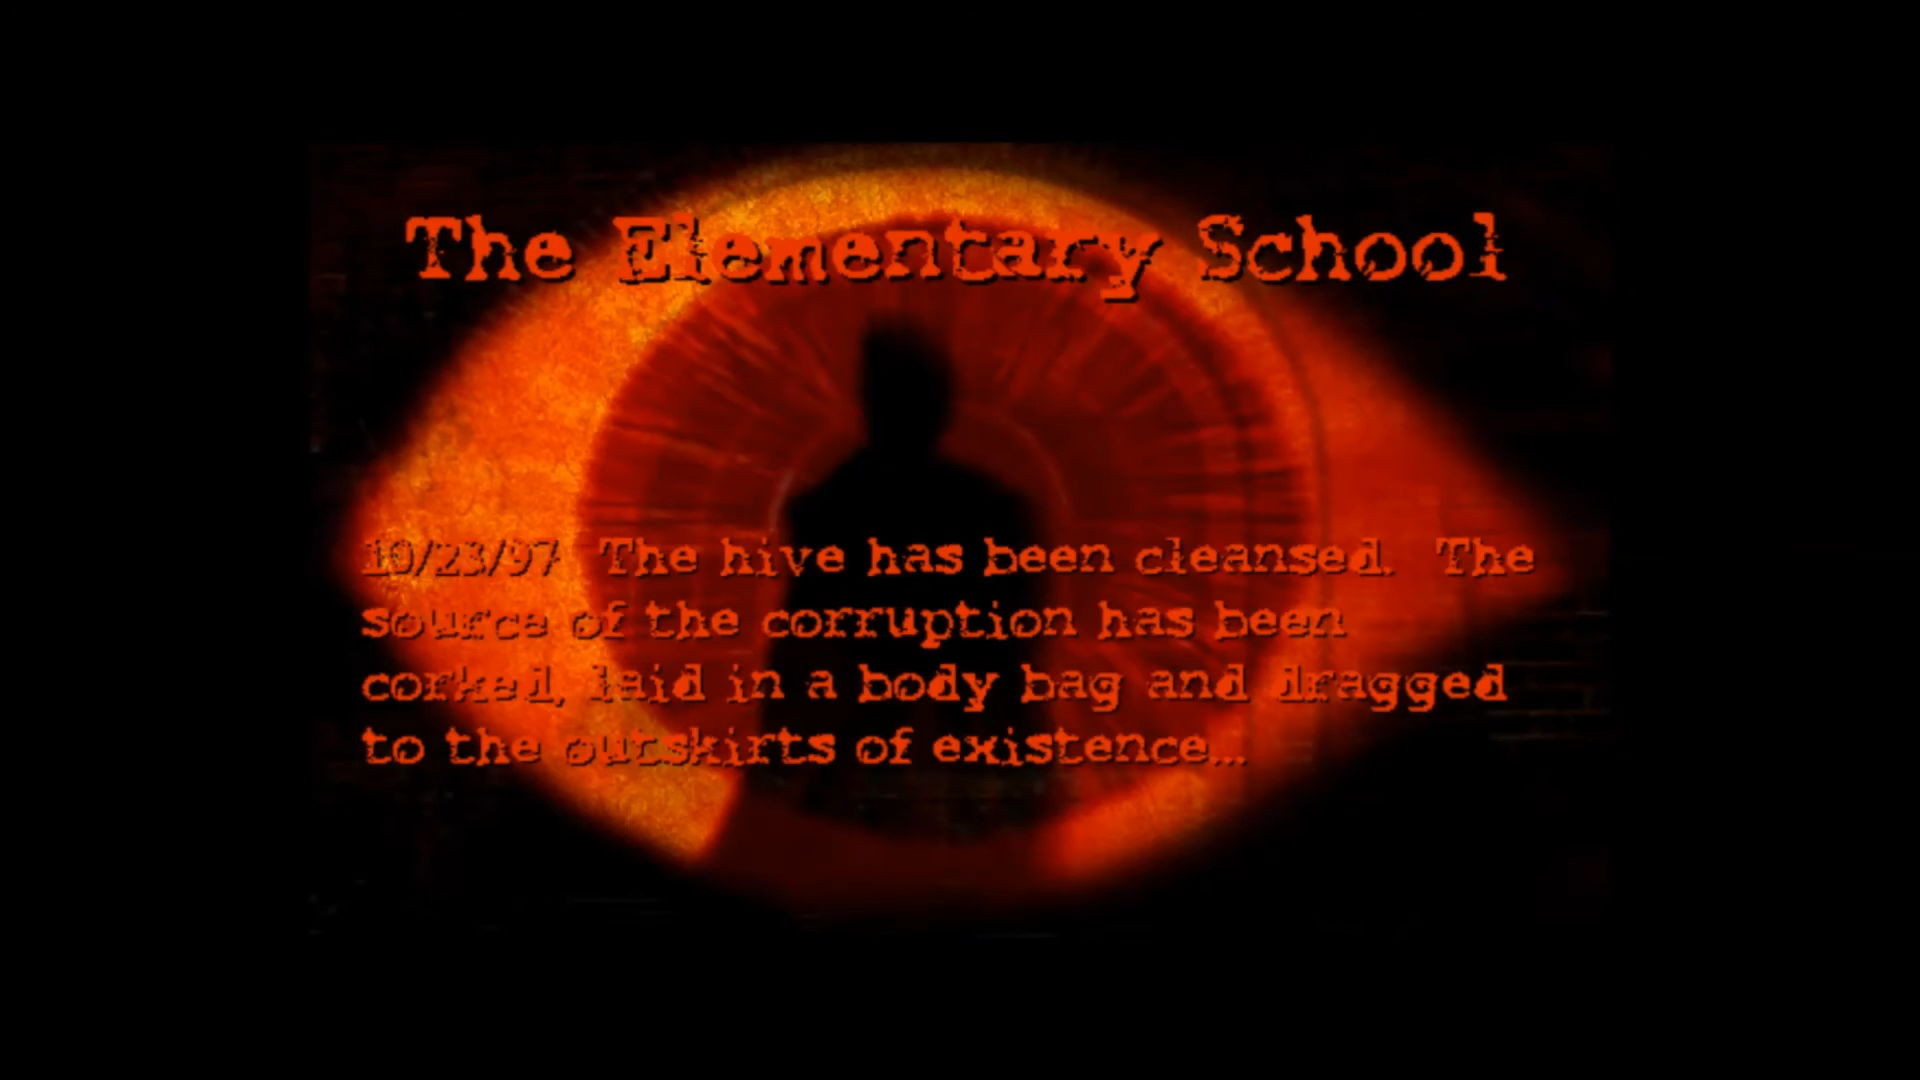 The Elementary School
10/23/97 The hive has been cleansed. The
source of the corruption has been
corked, laid in a body bag and dragged
to the outskirts of existence...